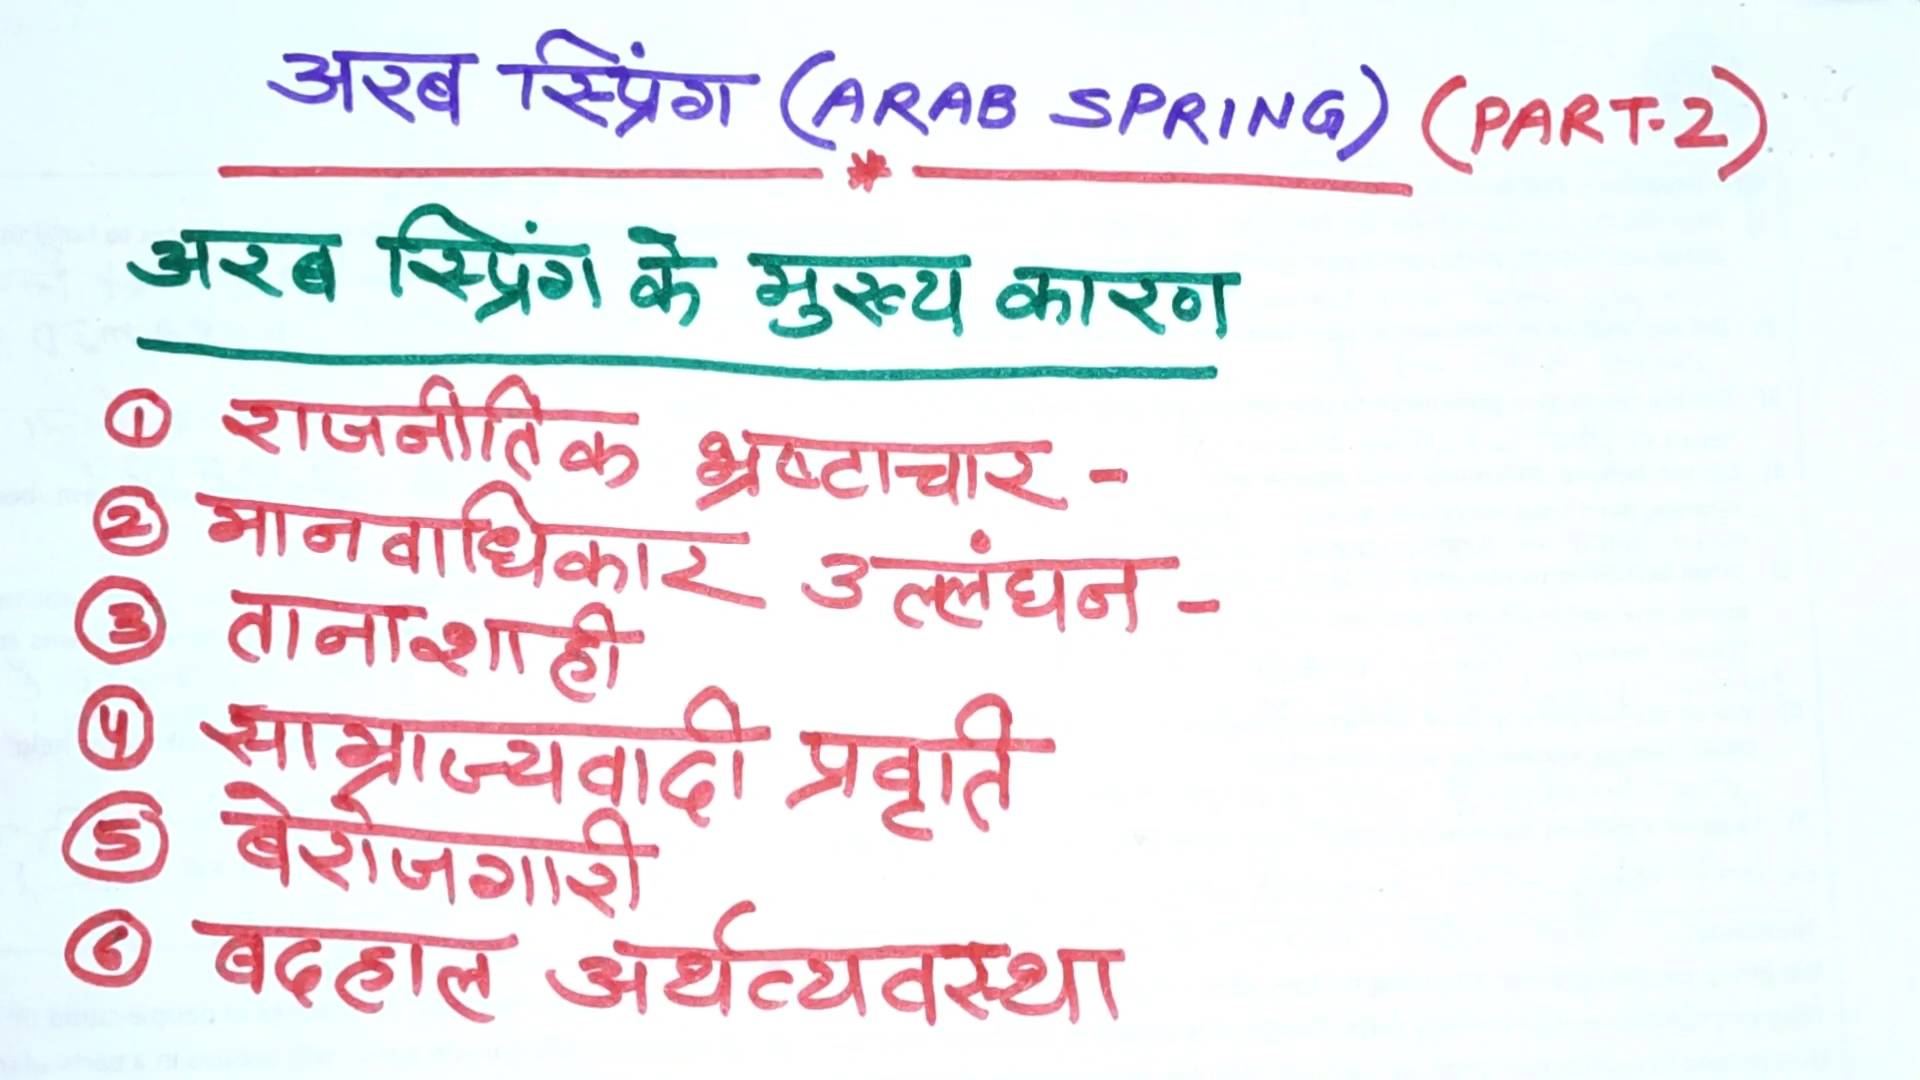 अरब स्प्रिंग (ARAB SPRING) (PART-2)
अरब स्प्रिंग के मुख्य कारण
① राजनीतिक भ्रष्टाचार -
② मानवाधिकार उल्लंघन -
③ तानाशाही
④ साम्राज्यवादी प्रवृति
⑤ बेरोजगारी
⑥ बदहाल अर्थव्यवस्था